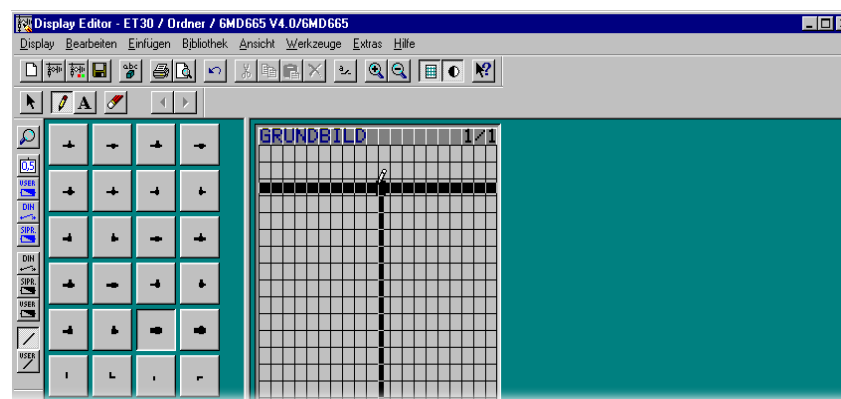 Display Editor - ET30 / Ordner / 6MD665 V4.0/6MD665
Display Bearbeiten Einfügen Bibliothek Ansicht Werkzeuge Extras Hilfe
abc
A
GRUNDBILD 1/1
0,5
USER
DIN
SIPR.
DIN
SIPR.
USER
USER